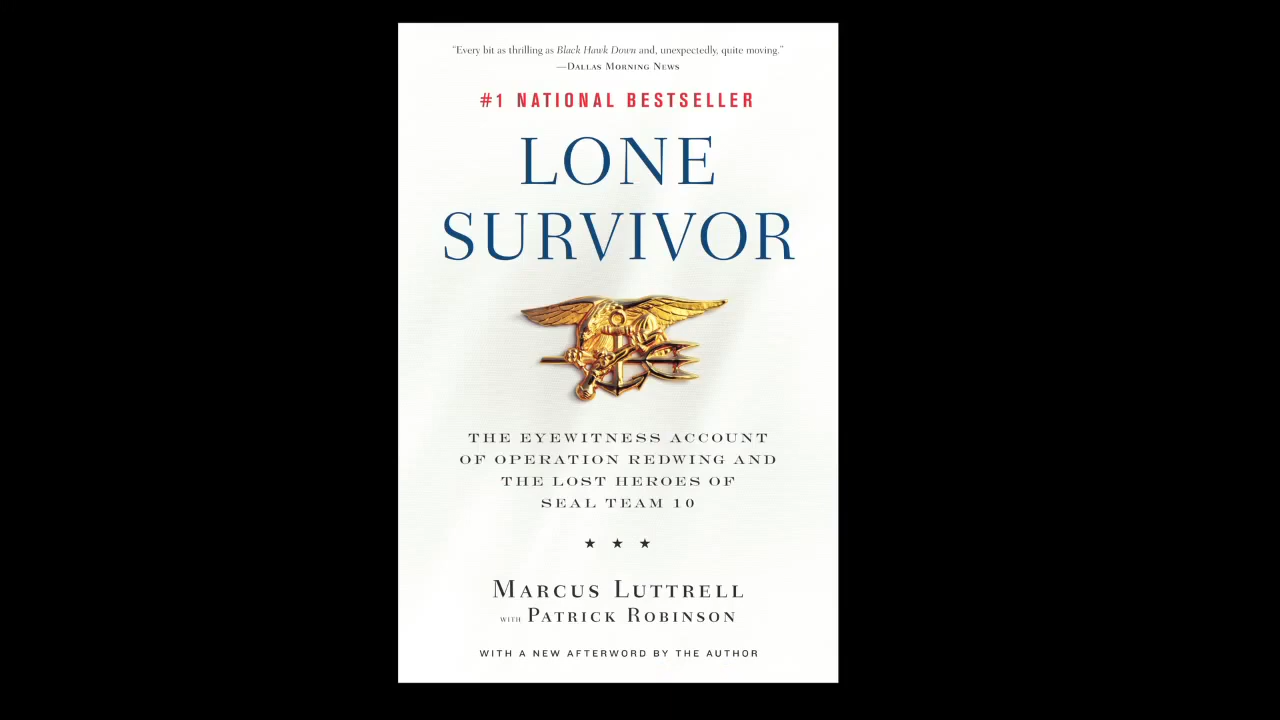 “Every bit as thrilling as Black Hawk Down and, unexpectedly, quite moving.”
—Dallas Morning News
#1 NATIONAL BESTSELLER
LONE
SURVIVOR
THE EYEWITNESS ACCOUNT
OF OPERATION REDWING AND
THE LOST HEROES OF
SEAL TEAM 10
★ ★ ★
Marcus Luttrell
with Patrick Robinson
WITH A NEW AFTERWORD BY THE AUTHOR